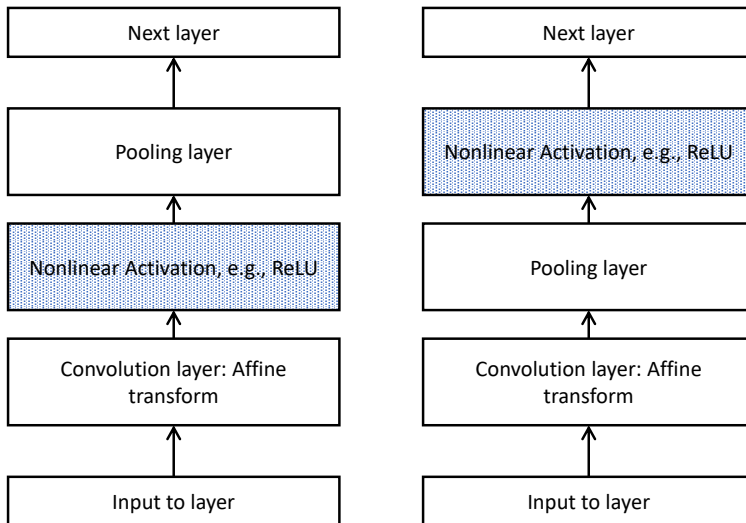 Next layer
Pooling layer
Nonlinear Activation, e.g., ReLU
Convolution layer: Affine
transform
Input to layer
Next layer
Nonlinear Activation, e.g., ReLU
Pooling layer
Convolution layer: Affine
transform
Input to layer